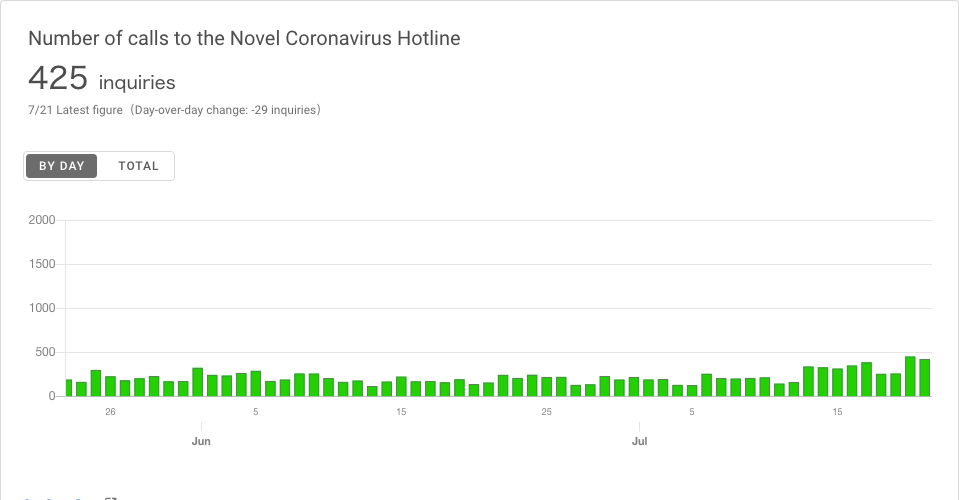 Number of calls to the Novel Coronavirus Hotline
425 inquiries
7/21 Latest figure（Day-over-day change: -29 inquiries）
BY DAY TOTAL
2000
1500
1000
500
0
26 5 15 25 5 15
Jun Jul